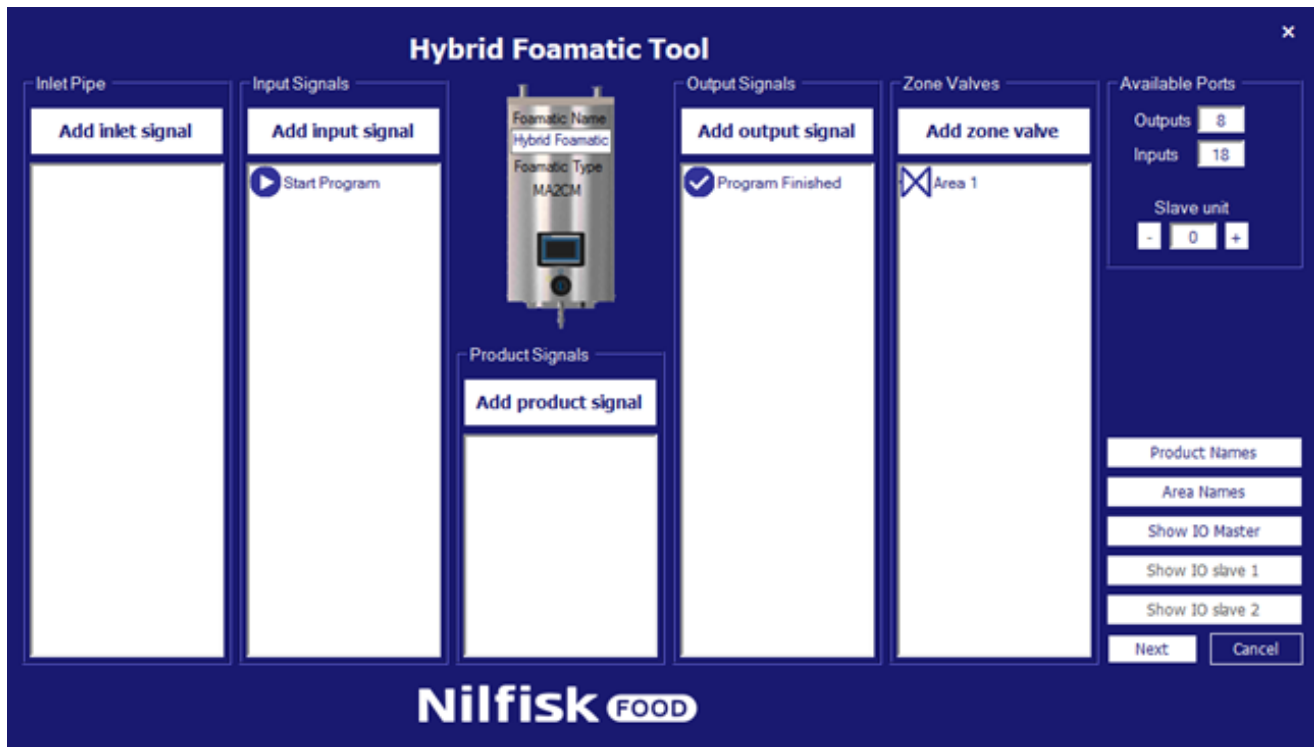 ×
Hybrid Foamatic Tool
Inlet Pipe
Add inlet signal
Input Signals
Add input signal
Start Program
Foamatic Name
Hybrid Foamatic
Foamatic Type
MA2CM
Product Signals
Add product signal
Output Signals
Add output signal
Program Finished
Zone Valves
Add zone valve
Area 1
Available Ports
Outputs 8
Inputs 18
Slave unit
- 0 +
Product Names
Area Names
Show IO Master
Show IO slave 1
Show IO slave 2
Next Cancel
Nilfisk FOOD